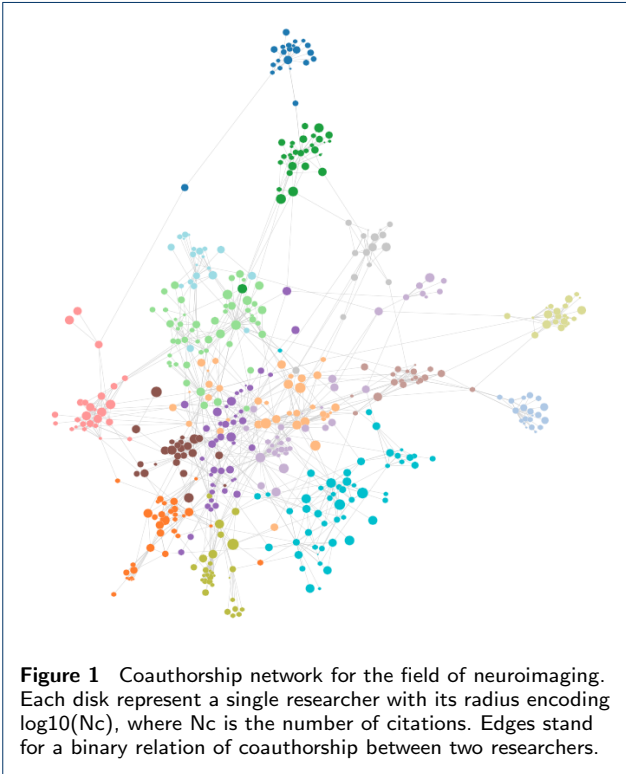 Figure 1 Coauthorship network for the field of neuroimaging.
Each disk represent a single researcher with its radius encoding
log10(Nc), where Nc is the number of citations. Edges stand
for a binary relation of coauthorship between two researchers.